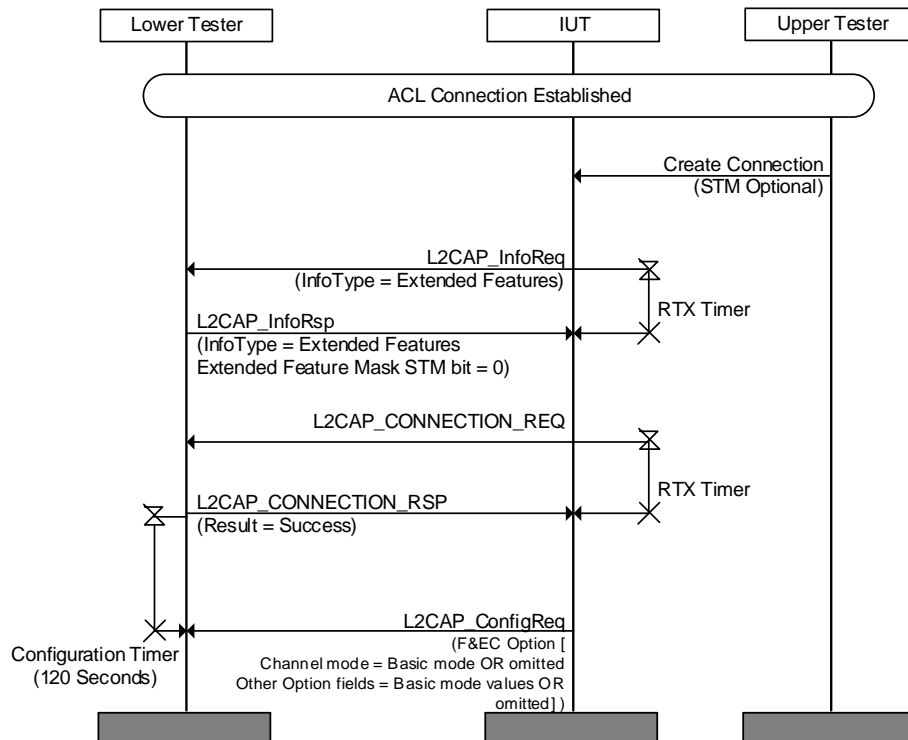 Lower Tester
IUT
Upper Tester
ACL Connection Established
Create Connection
(STM Optional)
L2CAP_InfoReq
(InfoType = Extended Features)
RTX Timer
L2CAP_InfoRsp
(InfoType = Extended Features
Extended Feature Mask STM bit = 0)
L2CAP_CONNECTION_REQ
RTX Timer
L2CAP_CONNECTION_RSP
(Result = Success)
L2CAP_ConfigReq
(F&EC Option [
Channel mode = Basic mode OR omitted
Other Option fields = Basic mode values OR
omitted] )
Configuration Timer
(120 Seconds)